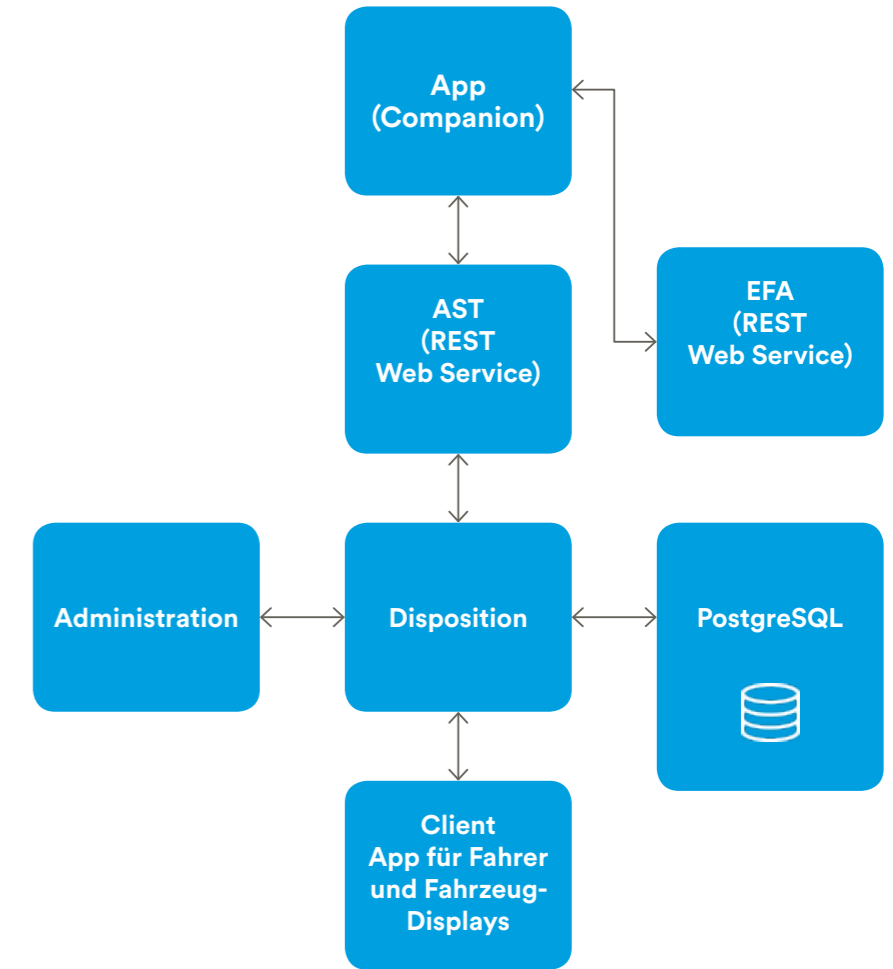 App
(Companion)
AST
(REST
Web Service)
EFA
(REST
Web Service)
Administration
Disposition
PostgreSQL
Client
App für Fahrer
und Fahrzeug-
Displays